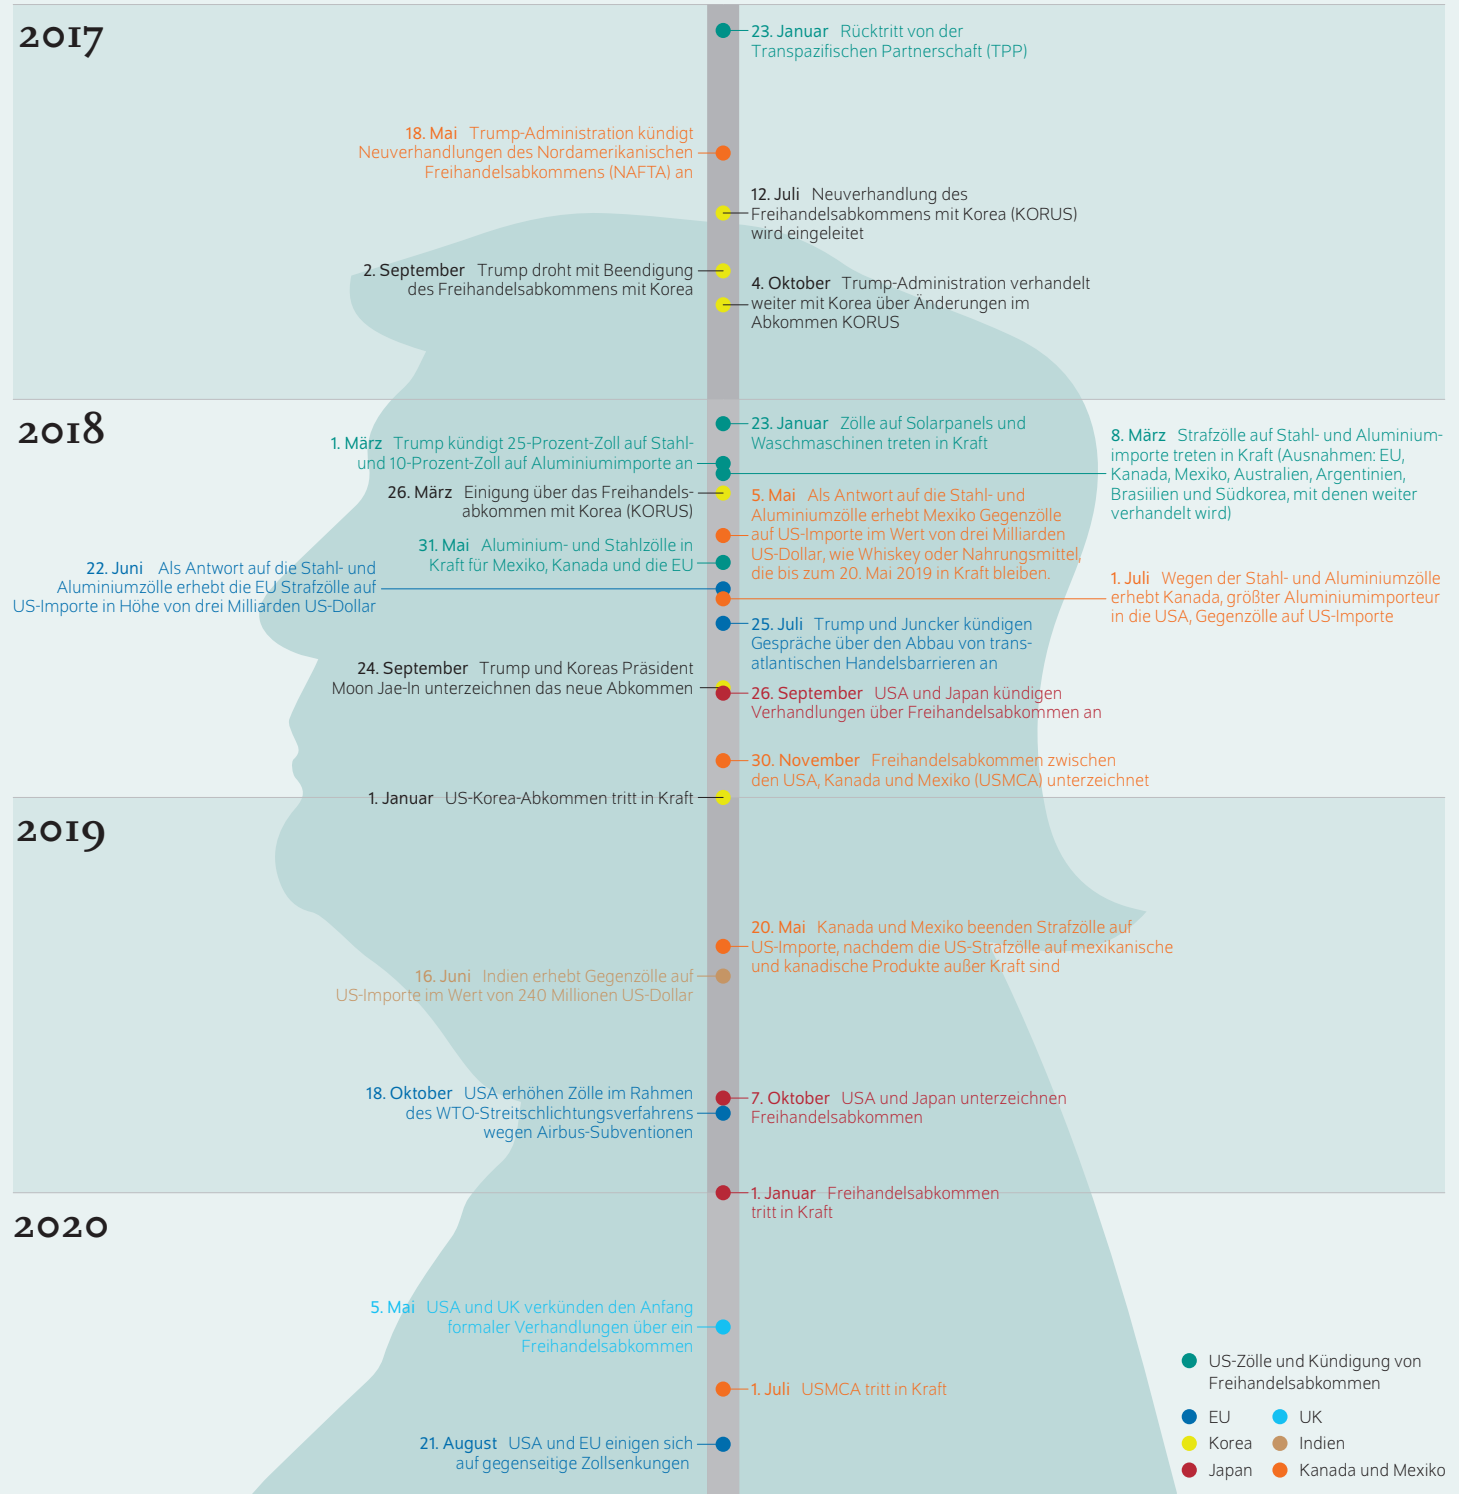 2017
23. Januar Rücktritt von der
Transpazifischen Partnerschaft (TPP)
18. Mai Trump-Administration kündigt
Neuverhandlungen des Nordamerikanischen
Freihandelsabkommens (NAFTA) an
12. Juli Neuverhandlung des
Freihandelsabkommens mit Korea (KORUS)
wird eingeleitet
2. September Trump droht mit Beendigung
des Freihandelsabkommens mit Korea
4. Oktober Trump-Administration verhandelt
weiter mit Korea über Änderungen im
Abkommen KORUS
2018
23. Januar Zölle auf Solarpanels und
Waschmaschinen treten in Kraft
1. März Trump kündigt 25-Prozent-Zoll auf Stahl-
und 10-Prozent-Zoll auf Aluminiumimporte an
8. März Strafzölle auf Stahl- und Aluminium-
importe treten in Kraft (Ausnahmen: EU,
Kanada, Mexiko, Australien, Argentinien,
Brasiilien und Südkorea, mit denen weiter
verhandelt wird)
26. März Einigung über das Freihandels-
abkommen mit Korea (KORUS)
5. Mai Als Antwort auf die Stahl- und
Aluminiumzölle erhebt Mexiko Gegenzölle
auf US-Importe im Wert von drei Milliarden
US-Dollar, wie Whiskey oder Nahrungsmittel,
die bis zum 20. Mai 2019 in Kraft bleiben.
31. Mai Aluminium- und Stahlzölle in
Kraft für Mexiko, Kanada und die EU
22. Juni Als Antwort auf die Stahl- und
Aluminiumzölle erhebt die EU Strafzölle auf
US-Importe in Höhe von drei Milliarden US-Dollar
1. Juli Wegen der Stahl- und Aluminiumzölle
erhebt Kanada, größter Aluminiumimporteur
in die USA, Gegenzölle auf US-Importe
25. Juli Trump und Juncker kündigen
Gespräche über den Abbau von trans-
atlantischen Handelsbarrieren an
24. September Trump und Koreas Präsident
Moon Jae-In unterzeichnen das neue Abkommen
26. September USA und Japan kündigen
Verhandlungen über Freihandelsabkommen an
30. November Freihandelsabkommen zwischen
den USA, Kanada und Mexiko (USMCA) unterzeichnet
1. Januar US-Korea-Abkommen tritt in Kraft
2019
20. Mai Kanada und Mexiko beenden Strafzölle auf
US-Importe, nachdem die US-Strafzölle auf mexikanische
und kanadische Produkte außer Kraft sind
16. Juni Indien erhebt Gegenzölle auf
US-Importe im Wert von 240 Millionen US-Dollar
7. Oktober USA und Japan unterzeichnen
Freihandelsabkommen
18. Oktober USA erhöhen Zölle im Rahmen
des WTO-Streitschlichtungsverfahrens
wegen Airbus-Subventionen
1. Januar Freihandelsabkommen
tritt in Kraft
2020
5. Mai USA und UK verkünden den Anfang
formaler Verhandlungen über ein
Freihandelsabkommen
1. Juli USMCA tritt in Kraft
21. August USA und EU einigen sich
auf gegenseitige Zollsenkungen
US-Zölle und Kündigung von
Freihandelsabkommen
EU UK
Korea Indien
Japan Kanada und Mexiko